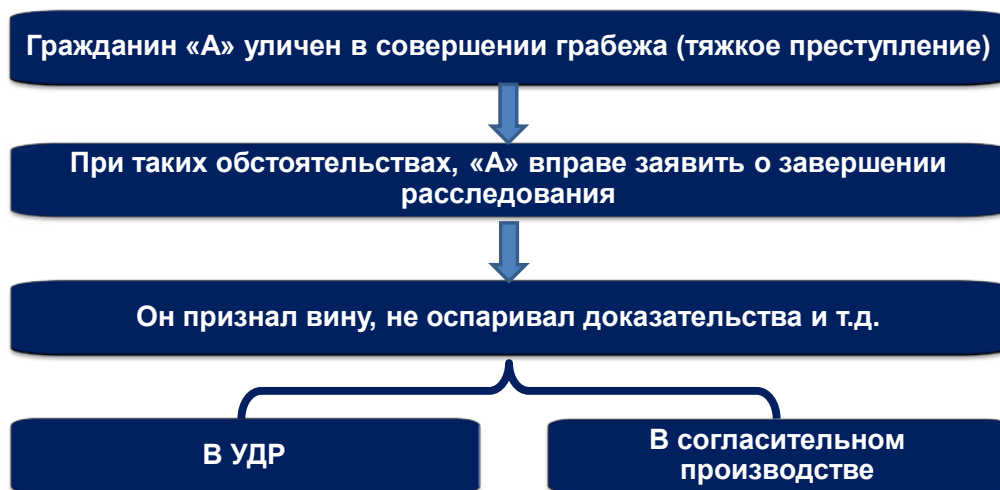 Гражданин «А» уличен в совершении грабежа (тяжкое преступление)
При таких обстоятельствах, «А» вправе заявить о завершении
расследования
Он признал вину, не оспаривал доказательства и т.д.
В УДР
В согласительном
производстве